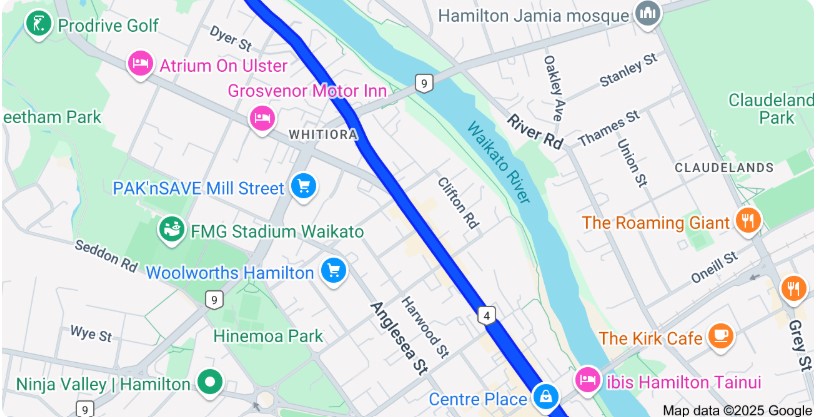 Hamilton Jamia mosque
Prodrive Golf
Dyer St
Atrium On Ulster
Oakley Ave
Stanley St
9
Grosvenor Motor Inn
Claudeland
Park
eetham Park
River Rd
Thames St
WHITIORA
Waikato River
Union St
CLAUDELANDS
PAK'nSAVE Mill Street
Clifton Rd
The Roaming Giant
FMG Stadium Waikato
Seddon Rd
Woolworths Hamilton
Oneill St
9
Harwood St
4
Anglesea St
Wye St
Hinemoa Park
The Kirk Cafe
Grey St
Ninja Valley | Hamilton
ibis Hamilton Tainui
Centre Place
9
Map data ©2025 Google